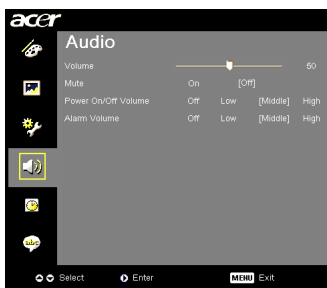 acer
Audio
Volume 50
Mute On [Off]
Power On/Off Volume Off Low [Middle] High
Alarm Volume Off Low [Middle] High
abc
Select Enter MENU Exit